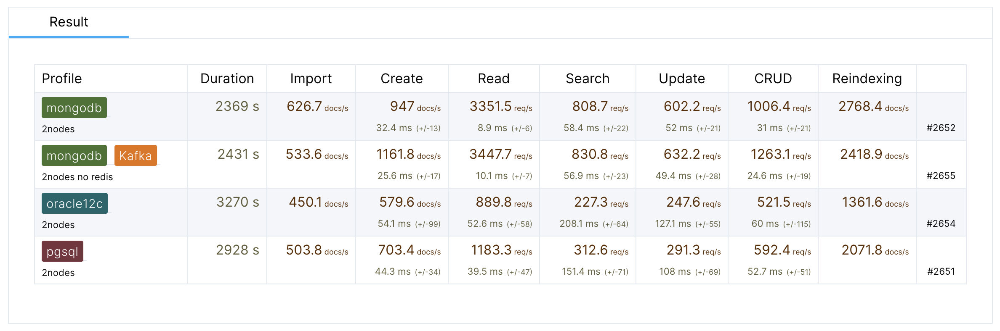 Result
Profile Duration Import Create Read Search Update CRUD Reindexing
mongodb 2369 s 626.7 docs/s 947 docs/s 3351.5 req/s 808.7 req/s 602.2 req/s 1006.4 req/s 2768.4 docs/s
2nodes 32.4 ms (+/-13) 8.9 ms (+/-6) 58.4 ms (+/-22) 52 ms (+/-21) 31 ms (+/-21) #2652
mongodb Kafka 2431 s 533.6 docs/s 1161.8 docs/s 3447.7 req/s 830.8 req/s 632.2 req/s 1263.1 req/s 2418.9 docs/s
2nodes no redis 25.6 ms (+/-17) 10.1 ms (+/-7) 56.9 ms (+/-23) 49.4 ms (+/-28) 24.6 ms (+/-19) #2655
oracle12c 3270 s 450.1 docs/s 579.6 docs/s 889.8 req/s 227.3 req/s 247.6 req/s 521.5 req/s 1361.6 docs/s
2nodes 54.1 ms (+/-99) 52.6 ms (+/-58) 208.1 ms (+/-64) 127.1 ms (+/-55) 60 ms (+/-115) #2654
pgsql 2928 s 503.8 docs/s 703.4 docs/s 1183.3 req/s 312.6 req/s 291.3 req/s 592.4 req/s 2071.8 docs/s
2nodes 44.3 ms (+/-34) 39.5 ms (+/-47) 151.4 ms (+/-71) 108 ms (+/-69) 52.7 ms (+/-51) #2651